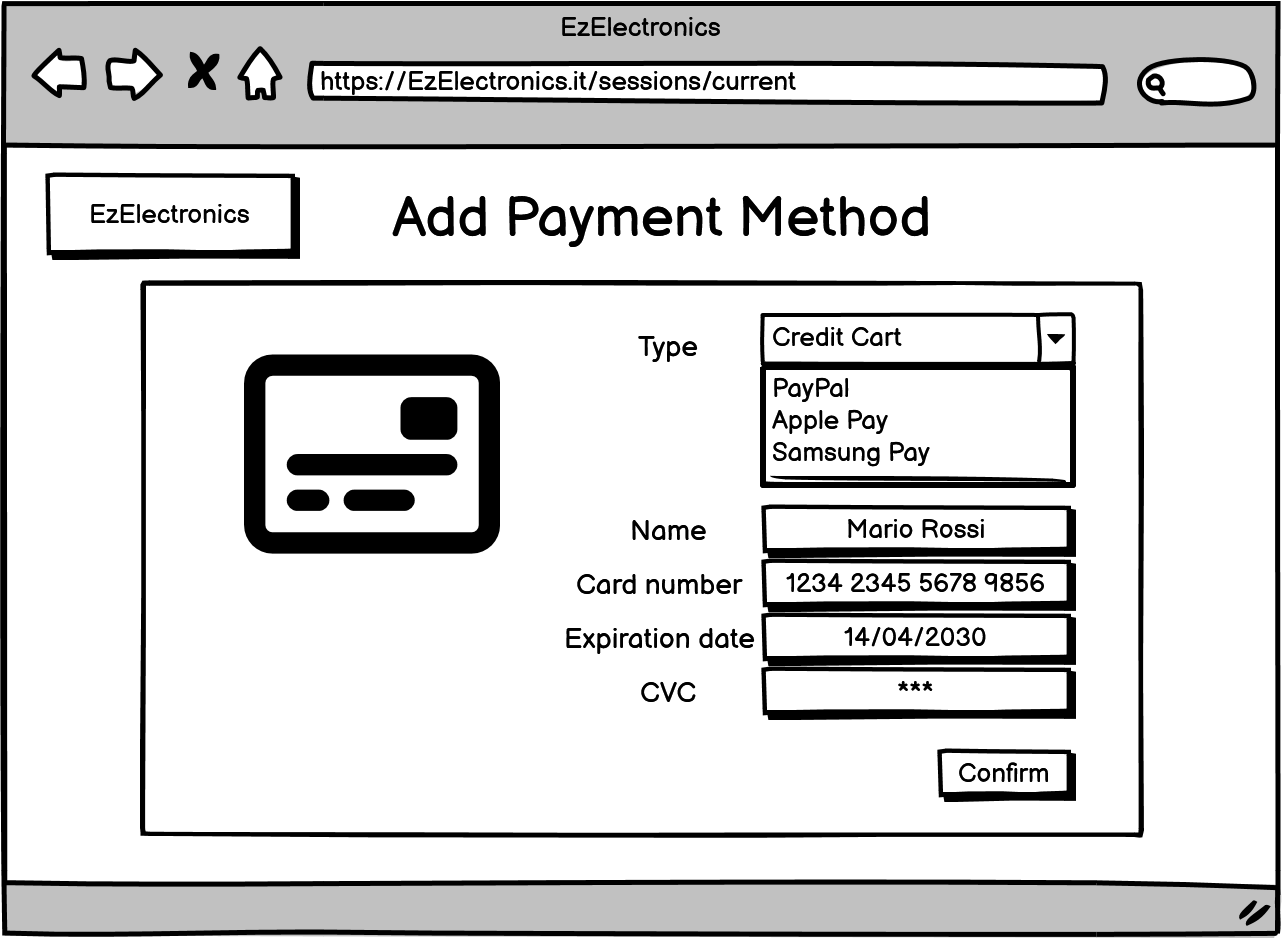 EzElectronics
https://EzElectronics.it/sessions/current
EzElectronics
Add Payment Method
Type
Credit Cart
PayPal
Apple Pay
Samsung Pay
Name
Mario Rossi
Card number
1234 2345 5678 9856
Expiration date
14/04/2030
CVC
***
Confirm